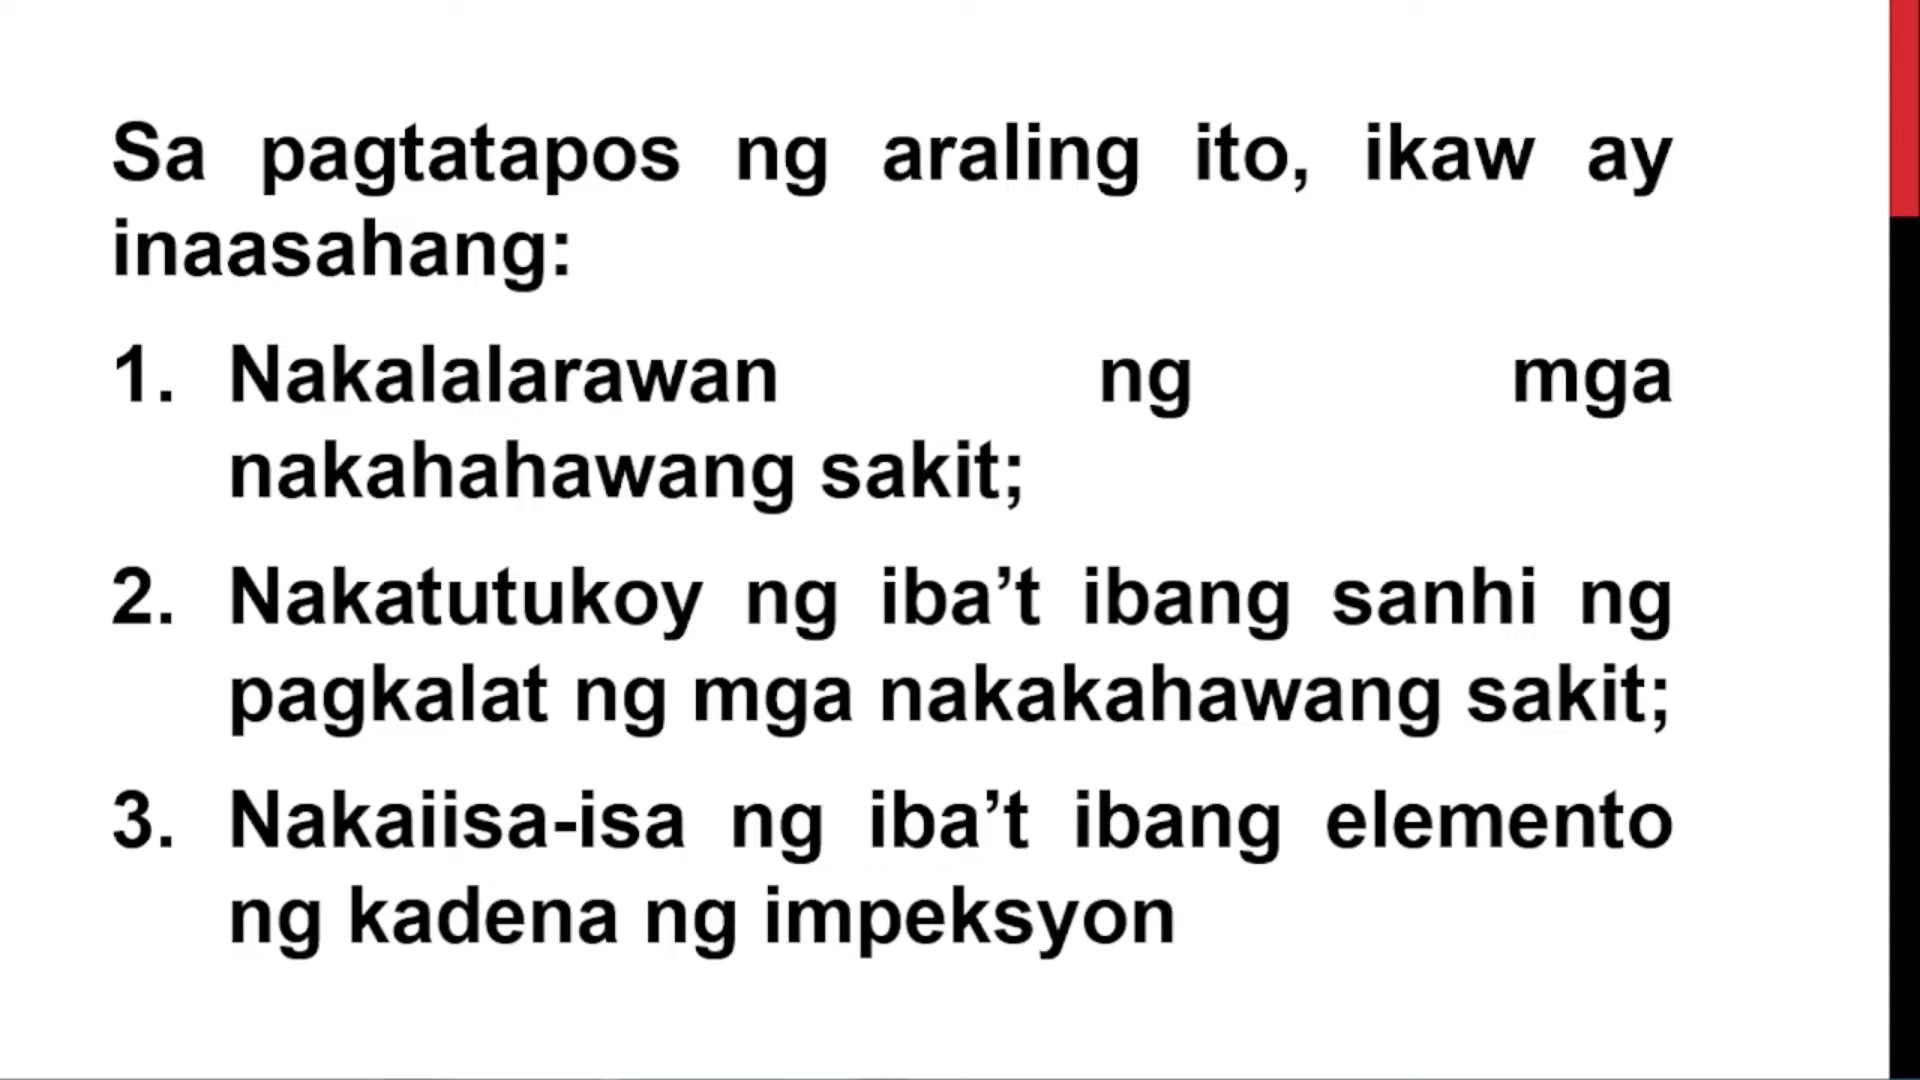 Sa pagtatapos ng araling ito, ikaw ay
inaasahang:
1. Nakalalarawan ng mga
nakahahawang sakit;
2. Nakatutukoy ng iba’t ibang sanhi ng
pagkalat ng mga nakakahawang sakit;
3. Nakaiisa-isa ng iba’t ibang elemento
ng kadena ng impeksyon